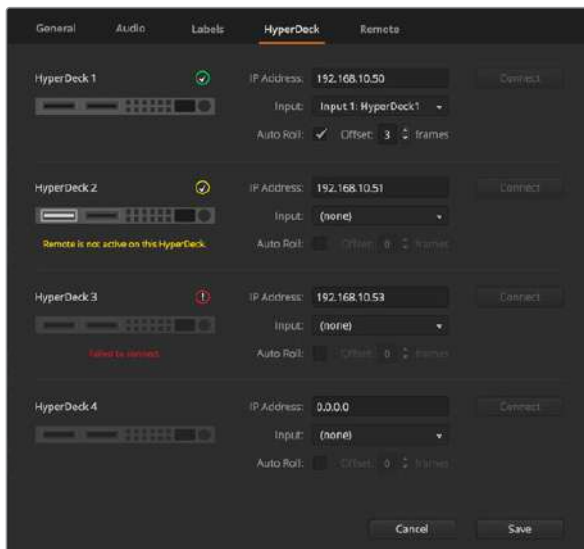 General Audio Labels HyperDeck Remote
HyperDeck 1 IP Address: 192.168.10.50 Connect
Input: Input 1: HyperDeck1
Auto Roll: Offset: 3 frames
HyperDeck 2 IP Address: 192.168.10.51 Connect
Input: (none)
Remote is not active on this HyperDeck. Auto Roll: Offset: 0 frames
HyperDeck 3 IP Address: 192.168.10.53 Connect
Input: (none)
Failed to connect. Auto Roll: Offset: 0 frames
HyperDeck 4 IP Address: 0.0.0.0 Connect
Input: (none)
Auto Roll: Offset: 0 frames
Cancel Save